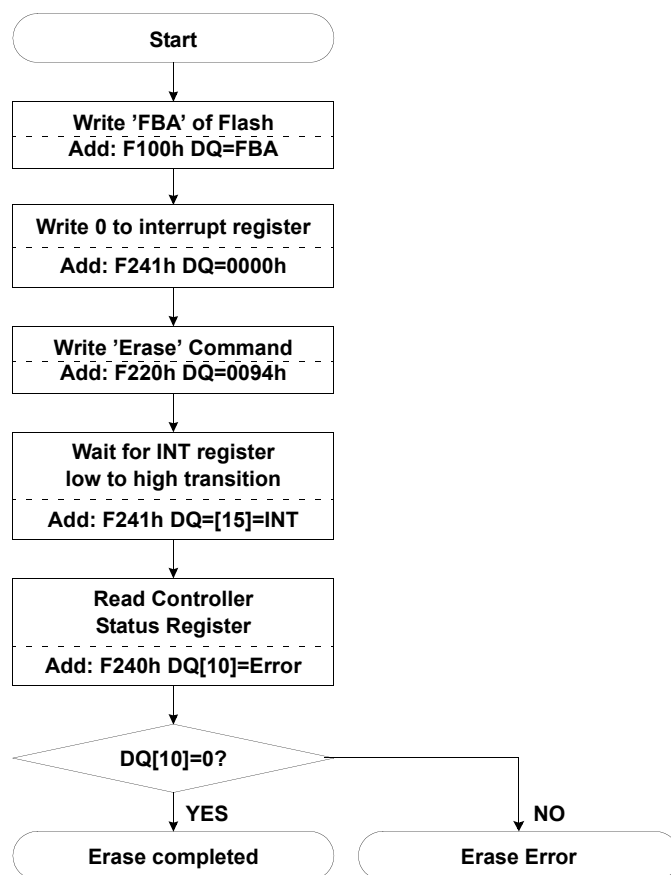 Start
Write ’FBA’ of Flash
Add: F100h DQ=FBA
Write 0 to interrupt register
Add: F241h DQ=0000h
Write ’Erase’ Command
Add: F220h DQ=0094h
Wait for INT register
low to high transition
Add: F241h DQ=[15]=INT
Read Controller
Status Register
Add: F240h DQ[10]=Error
DQ[10]=0?
YES
NO
Erase completed
Erase Error